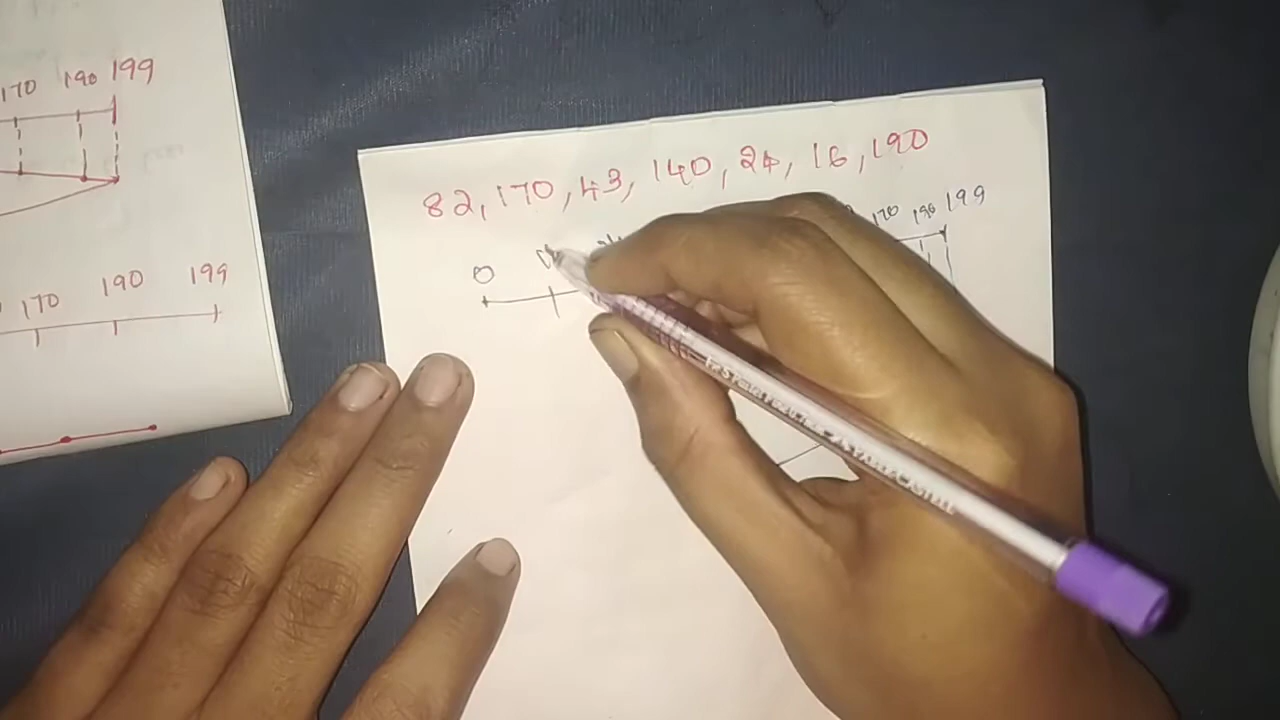 170 190 199
170 190 199
82, 170, 43, 140, 24, 16, 190
0 170 190 199